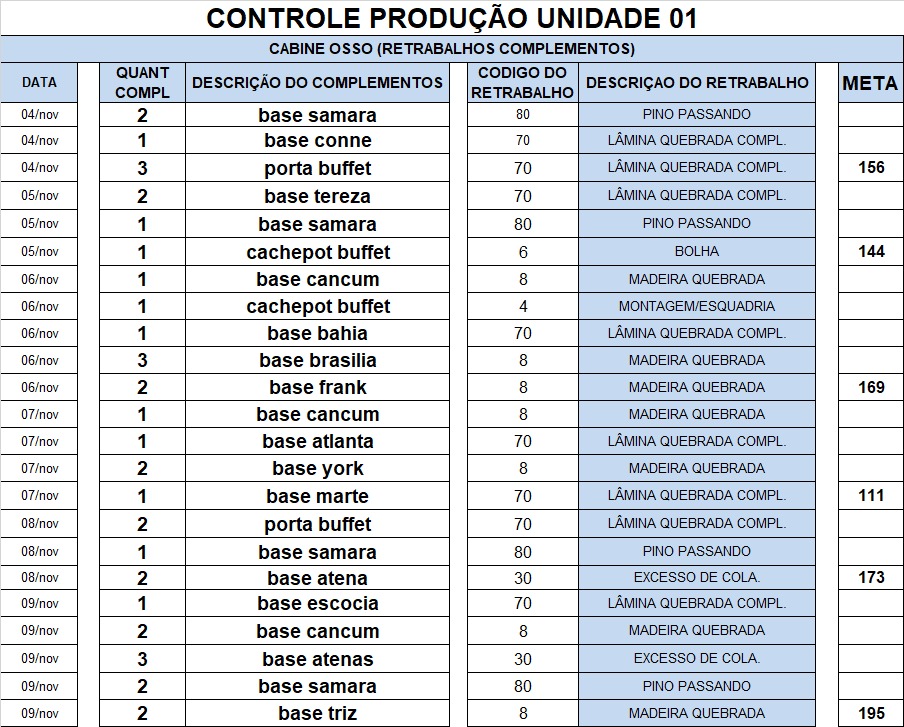 CONTROLE PRODUÇÃO UNIDADE 01
CABINE OSSO (RETRABALHOS COMPLEMENTOS)
DATA QUANT COMPL DESCRIÇÃO DO COMPLEMENTOS CODIGO DO RETRABALHO DESCRIÇAO DO RETRABALHO META
04/nov 2 base samara 80 PINO PASSANDO
04/nov 1 base conne 70 LÂMINA QUEBRADA COMPL.
04/nov 3 porta buffet 70 LÂMINA QUEBRADA COMPL. 156
05/nov 2 base tereza 70 LÂMINA QUEBRADA COMPL.
05/nov 1 base samara 80 PINO PASSANDO
05/nov 1 cachepot buffet 6 BOLHA 144
06/nov 1 base cancum 8 MADEIRA QUEBRADA
06/nov 1 cachepot buffet 4 MONTAGEM/ESQUADRIA
06/nov 1 base bahia 70 LÂMINA QUEBRADA COMPL.
06/nov 3 base brasilia 8 MADEIRA QUEBRADA
06/nov 2 base frank 8 MADEIRA QUEBRADA 169
07/nov 1 base cancum 8 MADEIRA QUEBRADA
07/nov 1 base atlanta 70 LÂMINA QUEBRADA COMPL.
07/nov 2 base york 8 MADEIRA QUEBRADA
07/nov 1 base marte 70 LÂMINA QUEBRADA COMPL. 111
08/nov 2 porta buffet 70 LÂMINA QUEBRADA COMPL.
08/nov 1 base samara 80 PINO PASSANDO
08/nov 2 base atena 30 EXCESSO DE COLA. 173
09/nov 1 base escocia 70 LÂMINA QUEBRADA COMPL.
09/nov 2 base cancum 8 MADEIRA QUEBRADA
09/nov 3 base atenas 30 EXCESSO DE COLA.
09/nov 2 base samara 80 PINO PASSANDO
09/nov 2 base triz 8 MADEIRA QUEBRADA 195